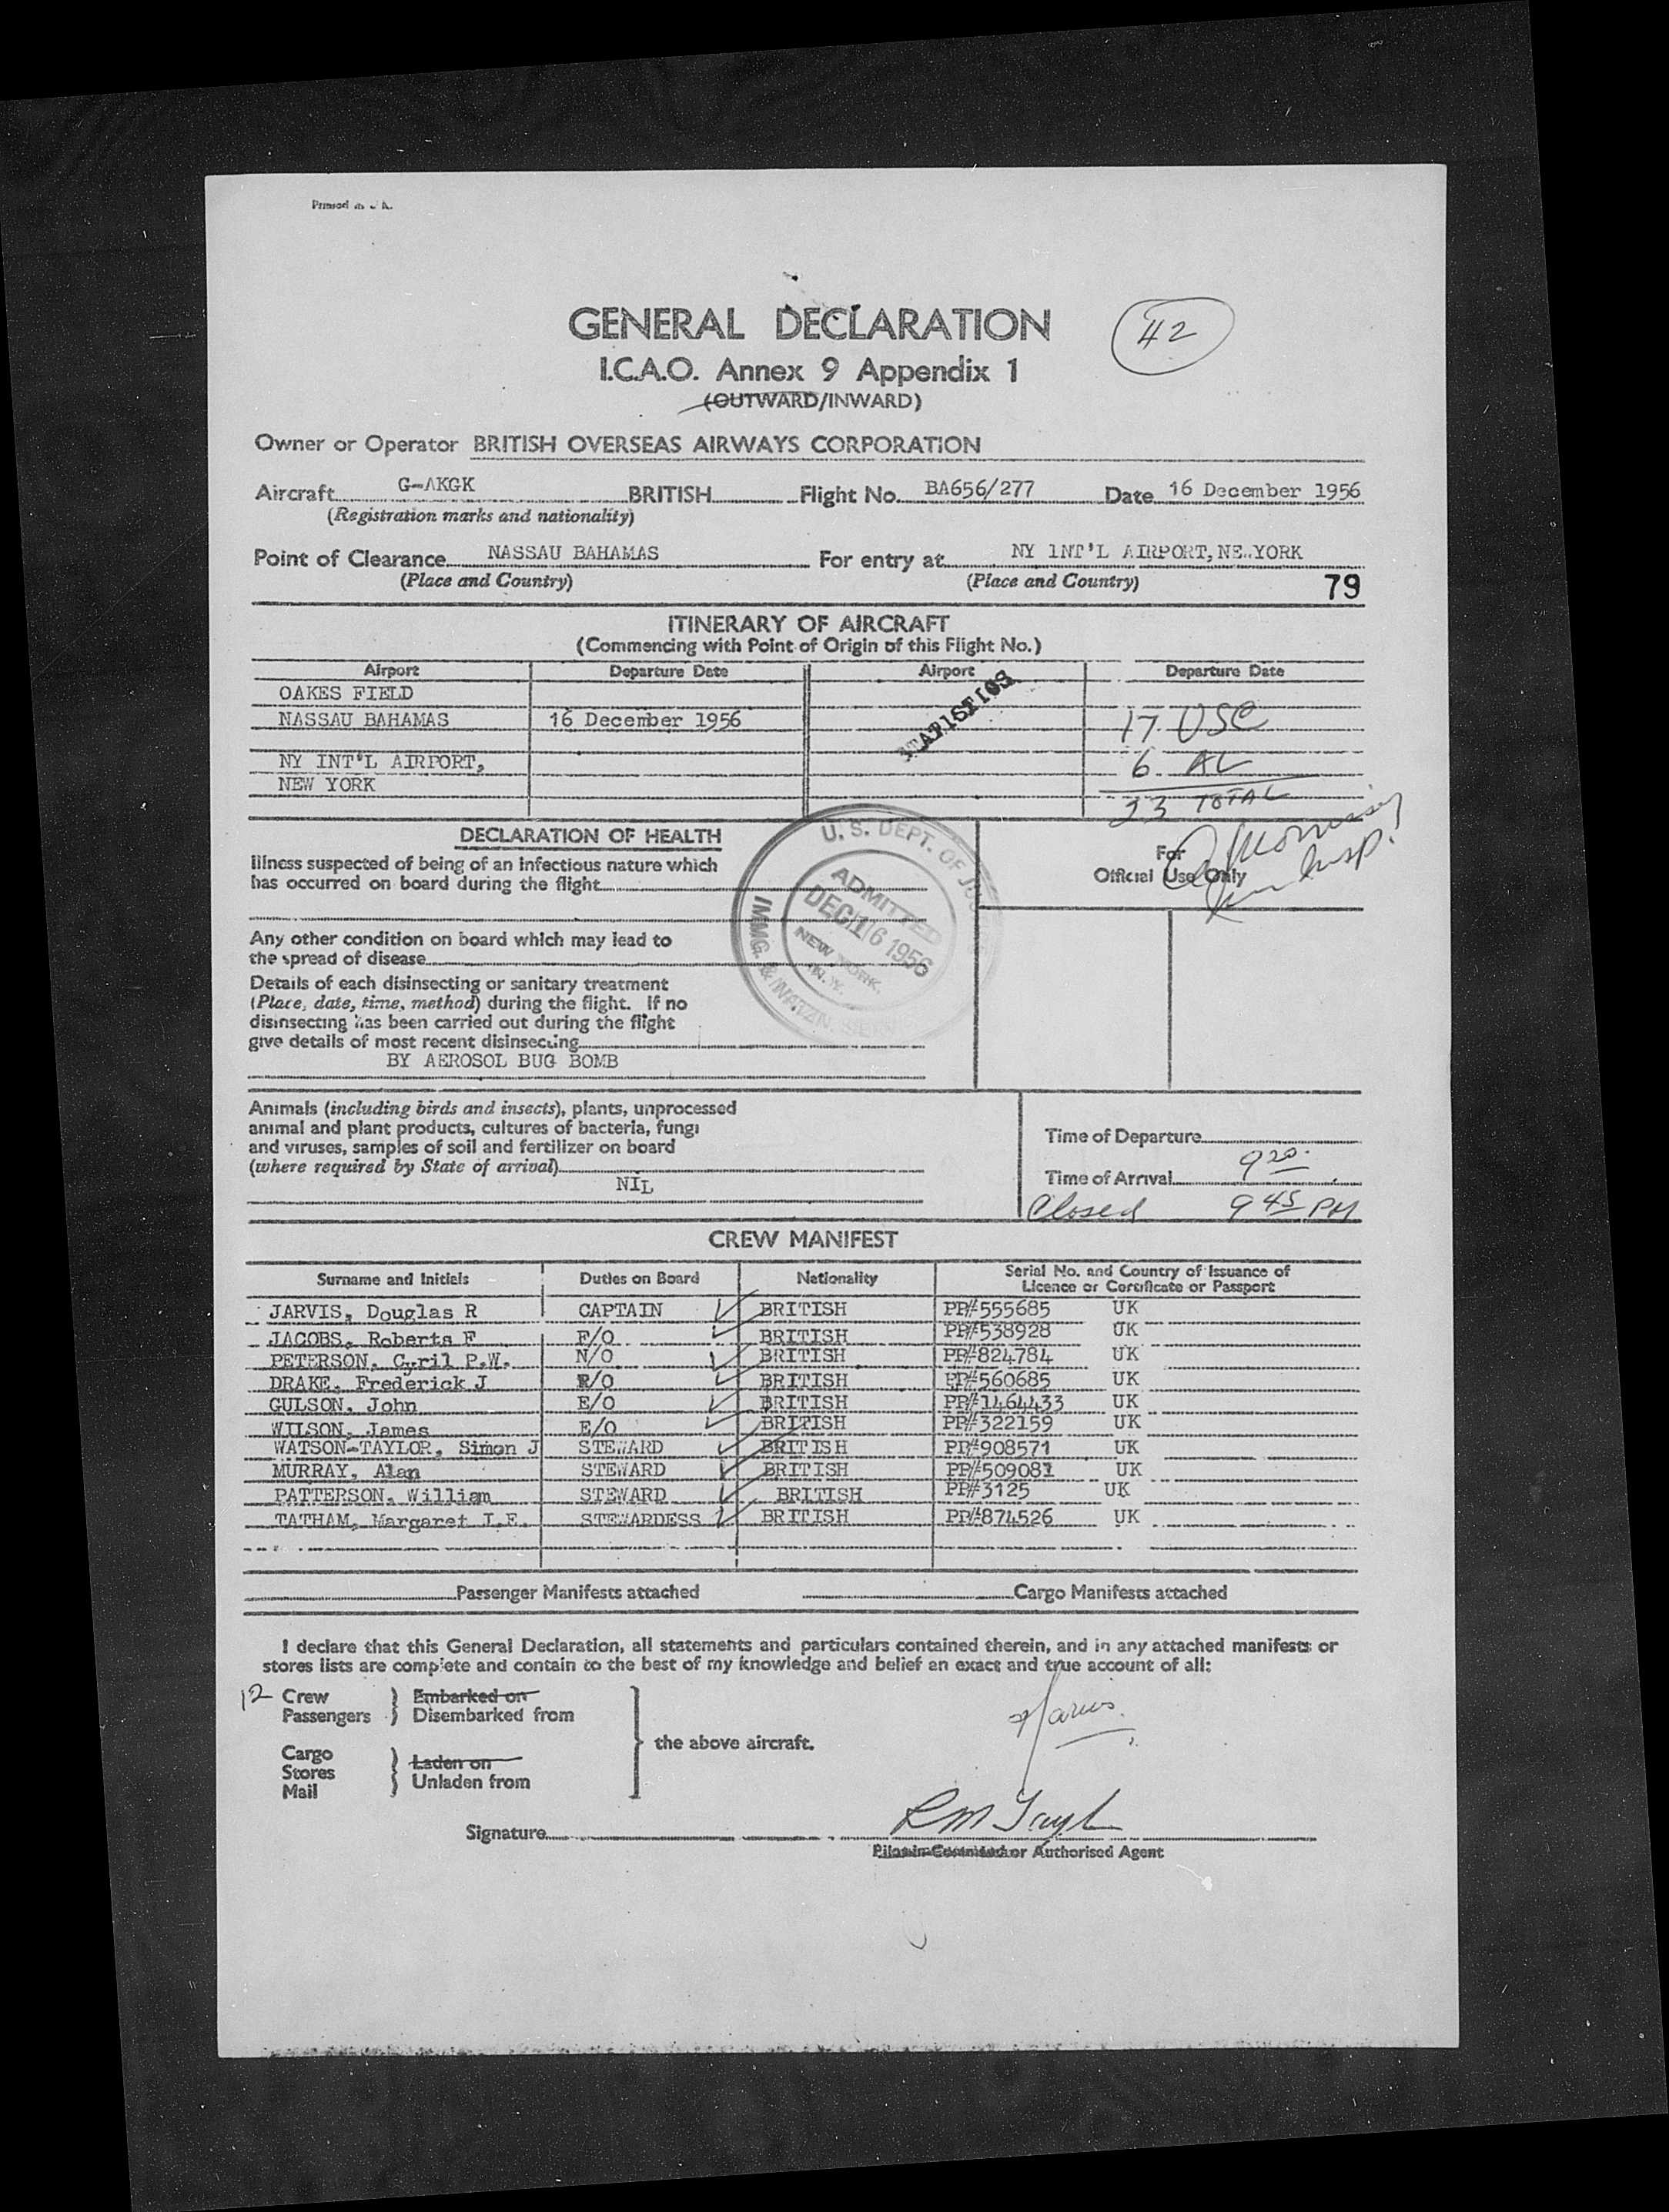 Printed in U.K.
GENERAL DECLARATION
42
I.C.A.O. Annex 9 Appendix 1
(OUTWARD/INWARD)
Owner or Operator BRITISH OVERSEAS AIRWAYS CORPORATION
Aircraft G-AKGK BRITISH Flight No. BA656/277 Date 16 December 1956
(Registration marks and nationality)
Point of Clearance NASSAU BAHAMAS For entry at NY INT'L AIRPORT, NEW YORK
(Place and Country) (Place and Country) 79
ITINERARY OF AIRCRAFT
(Commencing with Point of Origin of this Flight No.)
Airport Departure Date Airport Departure Date
OAKES FIELD
NASSAU BAHAMAS 16 December 1956 STATISTICS 17 USC
NY INT'L AIRPORT, 6 AL
NEW YORK
23 TOTAL
DECLARATION OF HEALTH
Illness suspected of being of an infectious nature which
has occurred on board during the flight
For
Official Use Only
Insp.
U.S. DEPT. OF JUSTICE
ADMITTED
DEC 16 1956
NEW YORK,
N.Y.
IMMG. & NATZN. SERV.
Any other condition on board which may lead to
the spread of disease
Details of each disinsecting or sanitary treatment
(Place, date, time, method) during the flight. If no
disinsecting has been carried out during the flight
give details of most recent disinsecting
BY AEROSOL BUG BOMB
Animals (including birds and insects), plants, unprocessed
animal and plant products, cultures of bacteria, fungi
and viruses, samples of soil and fertilizer on board
(where required by State of arrival)
NIL
Time of Departure
Time of Arrival 9 20
Closed 9 45 PM
CREW MANIFEST
Surname and Initials Duties on Board Nationality Serial No. and Country of Issuance of
Licence or Certificate or Passport
JARVIS, Douglas R CAPTAIN BRITISH PP#555685 UK
JACOBS, Roberts F F/O BRITISH PP#538928 UK
PETERSON, Cyril P.W. N/O BRITISH PP#824784 UK
DRAKE, Frederick J R/O BRITISH PP#560685 UK
GULSON, John E/O BRITISH PP#1464433 UK
WILSON, James E/O BRITISH PP#322159 UK
WATSON-TAYLOR, Simon J STEWARD BRITISH PP#908571 UK
MURRAY, Alan STEWARD BRITISH PP#509081 UK
PATTERSON, William STEWARD BRITISH PP#3125 UK
TATHAM, Margaret I.E. STEWARDESS BRITISH PP#874526 UK
Passenger Manifests attached Cargo Manifests attached
I declare that this General Declaration, all statements and particulars contained therein, and in any attached manifests or
stores lists are complete and contain to the best of my knowledge and belief an exact and true account of all:
12 Crew Embarked on
Passengers Disembarked from
the above aircraft.
Cargo
Stores Laden on
Mail Unladen from
Jarvis
Signature RM Tayl
Pilot-in-Command or Authorised Agent